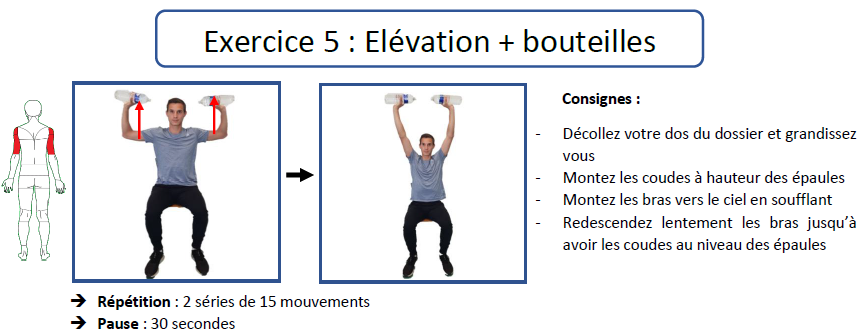 Exercice 5 : Elévation + bouteilles
Consignes :
- Décollez votre dos du dossier et grandissez
vous
- Montez les coudes à hauteur des épaules
- Montez les bras vers le ciel en soufflant
- Redescendez lentement les bras jusqu’à
avoir les coudes au niveau des épaules
➔ Répétition : 2 séries de 15 mouvements
➔ Pause : 30 secondes